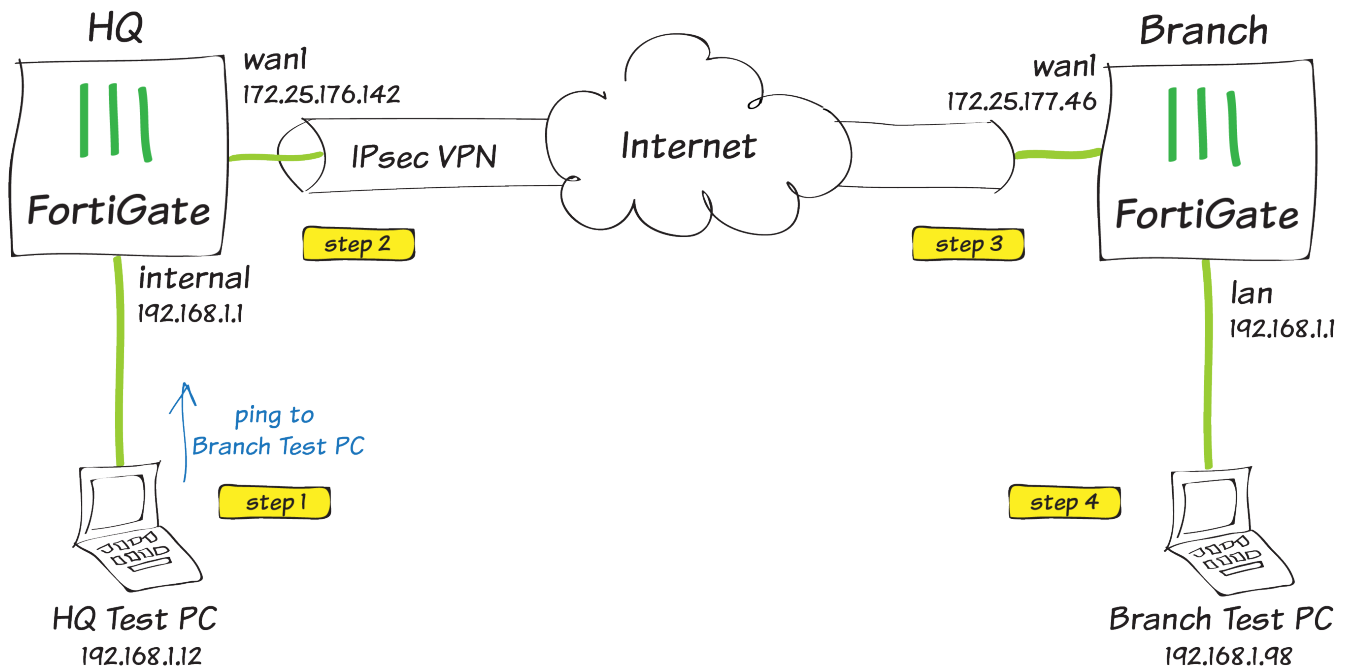 HQ
wan1
172.25.176.142
FortiGate
IPsec VPN
Internet
Branch
wan1
172.25.177.46
FortiGate
step 2
step 3
internal
192.168.1.1
lan
192.168.1.1
ping to
Branch Test PC
step 1
step 4
HQ Test PC
192.168.1.12
Branch Test PC
192.168.1.98